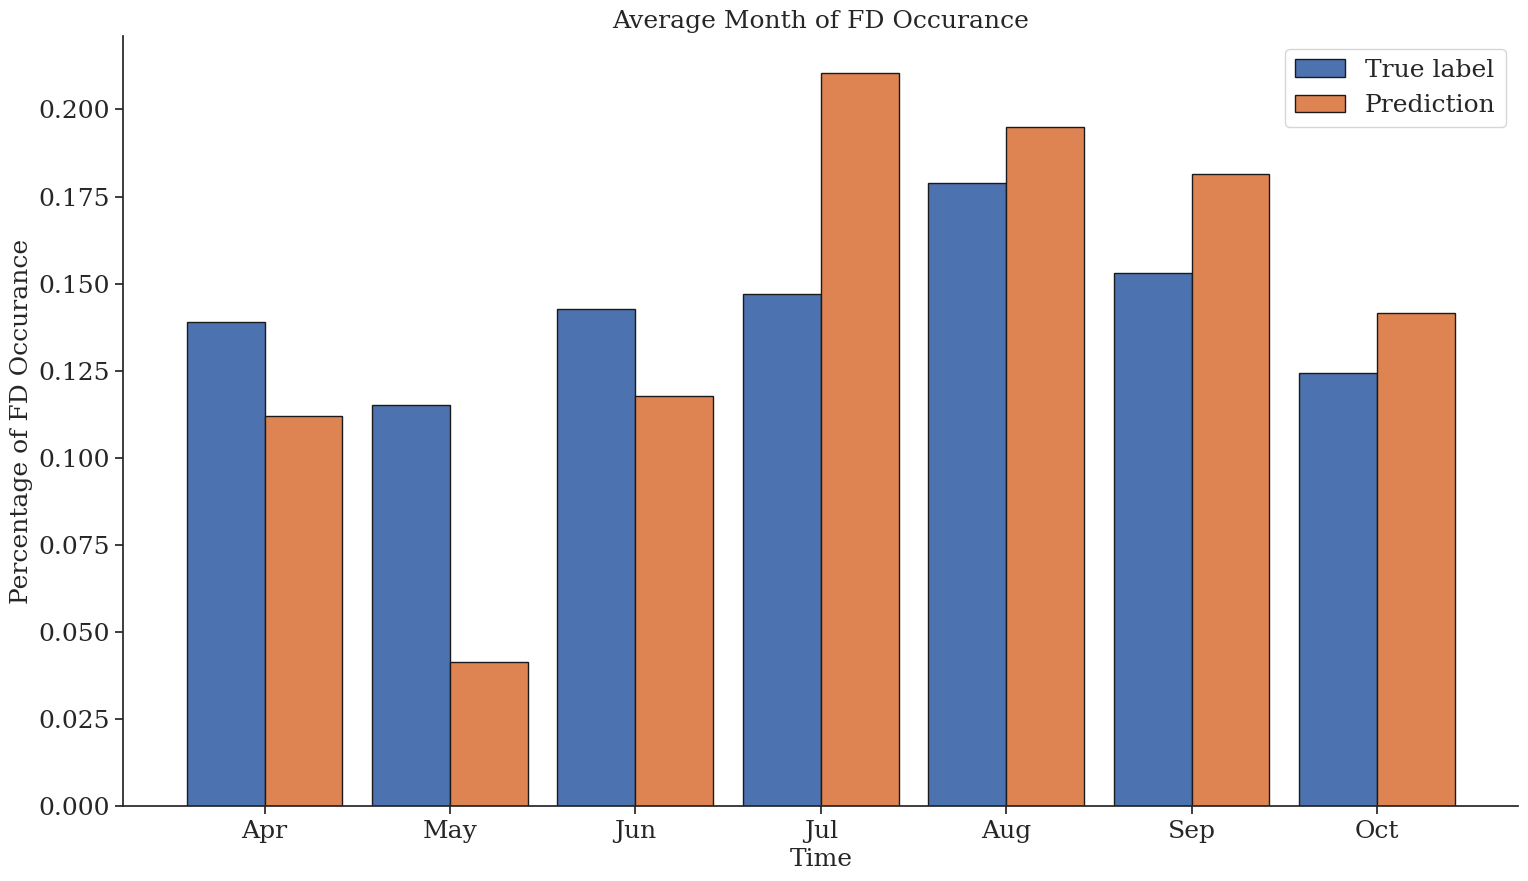 Average Month of FD Occurance
True label
Prediction
Percentage of FD Occurance
0.200
0.175
0.150
0.125
0.100
0.075
0.050
0.025
0.000
Apr May Jun Jul Aug Sep Oct
Time